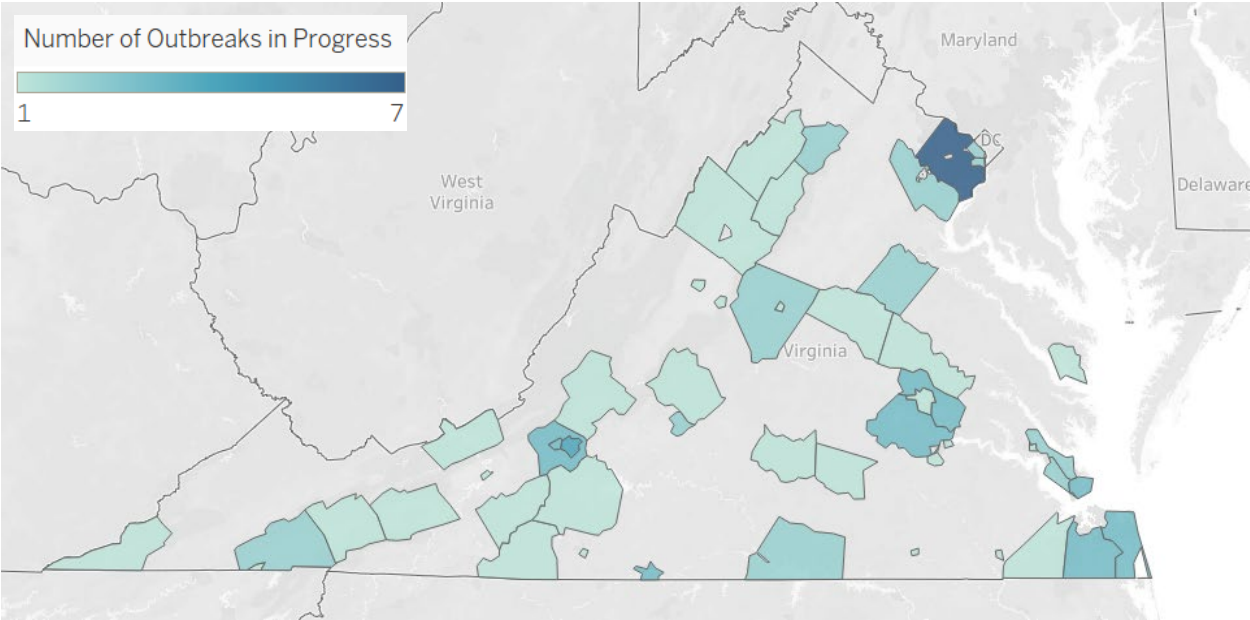 Number of Outbreaks in Progress
1
7
Maryland
DC
West
Virginia
Delaware
Virginia